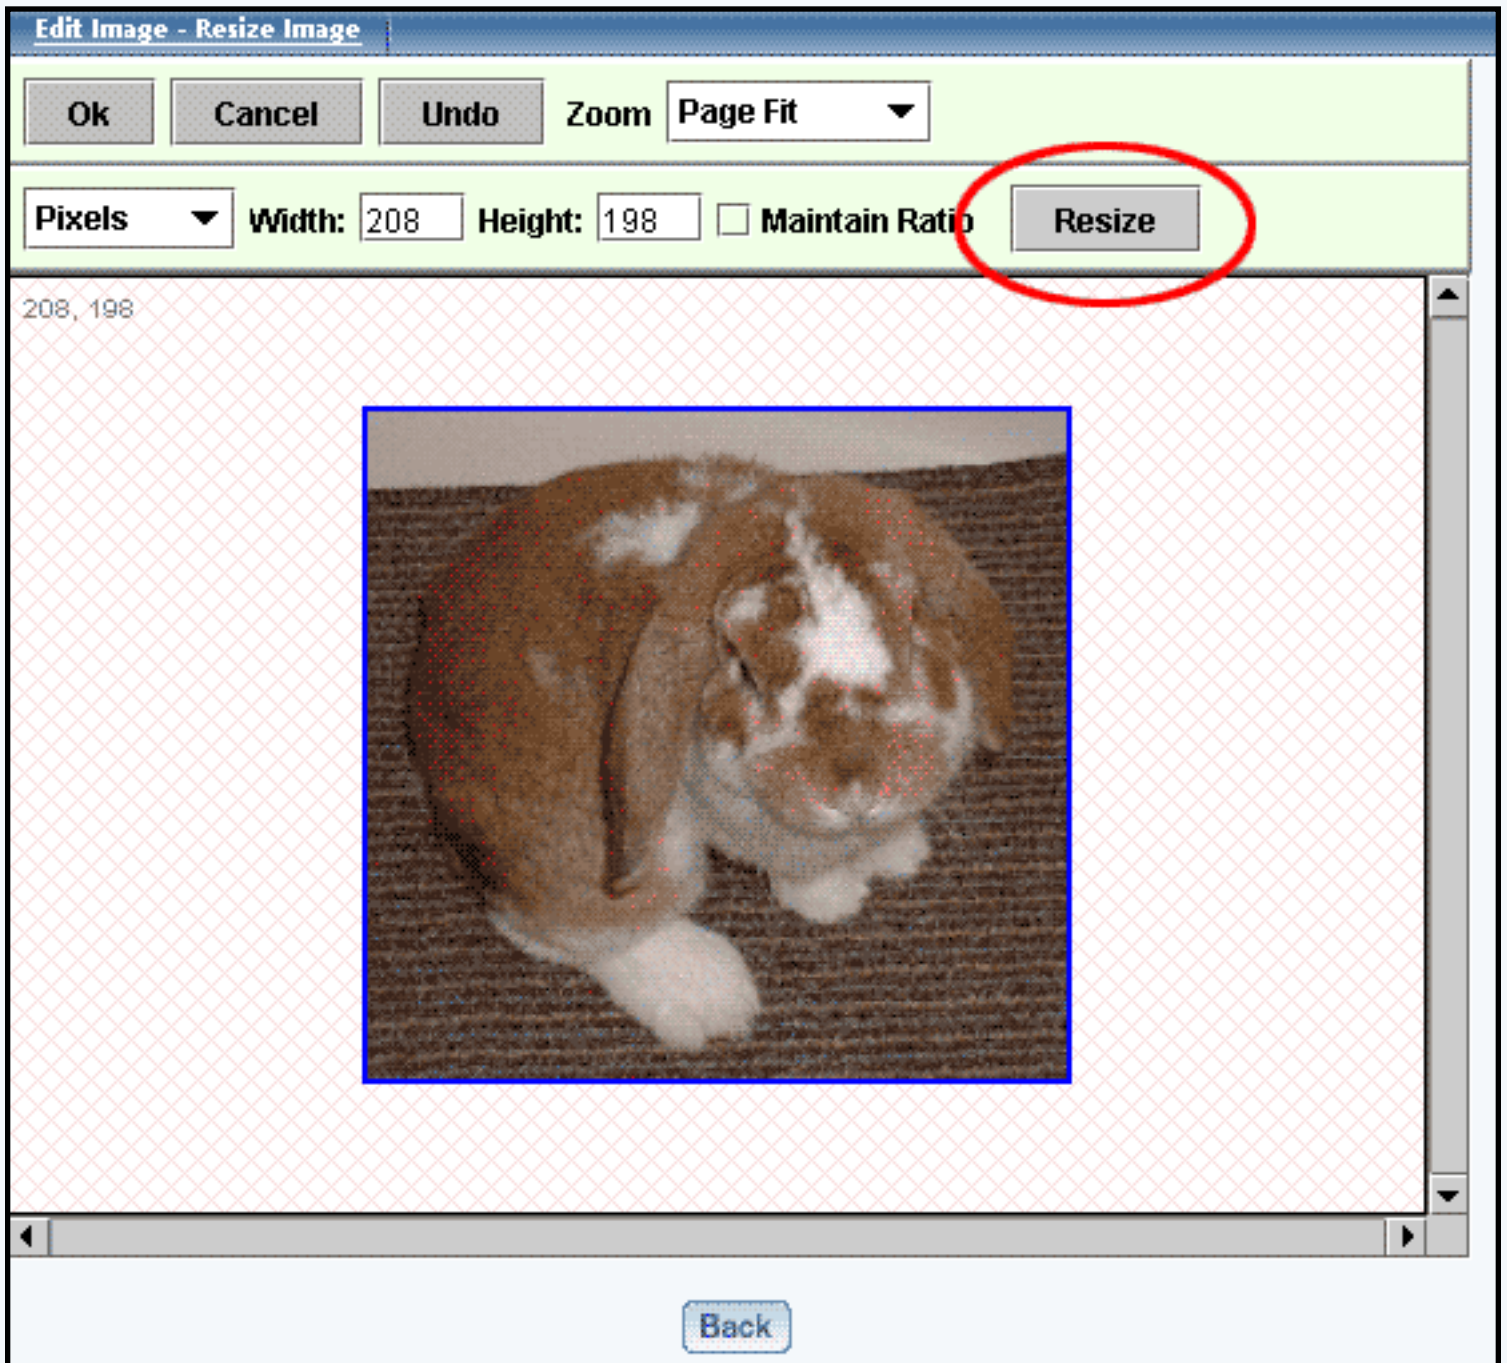 Edit Image - Resize Image
Ok Cancel Undo Zoom Page Fit
Pixels Width: 208 Height: 198 Maintain Ratio Resize
208, 198
Back